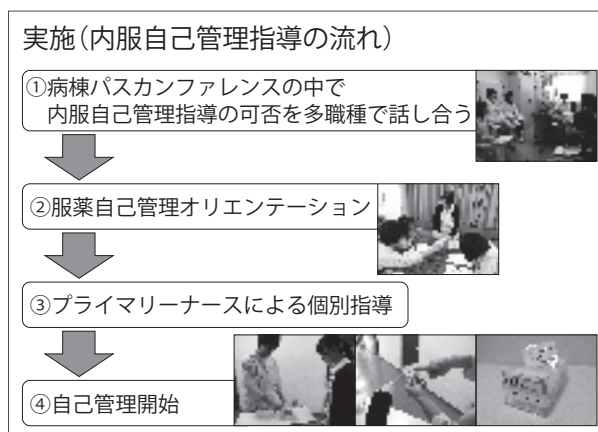 実施（内服自己管理指導の流れ）
①病棟パスカンファレンスの中で
内服自己管理指導の可否を多職種で話し合う
②服薬自己管理オリエンテーション
③プライマリーナースによる個別指導
④自己管理開始